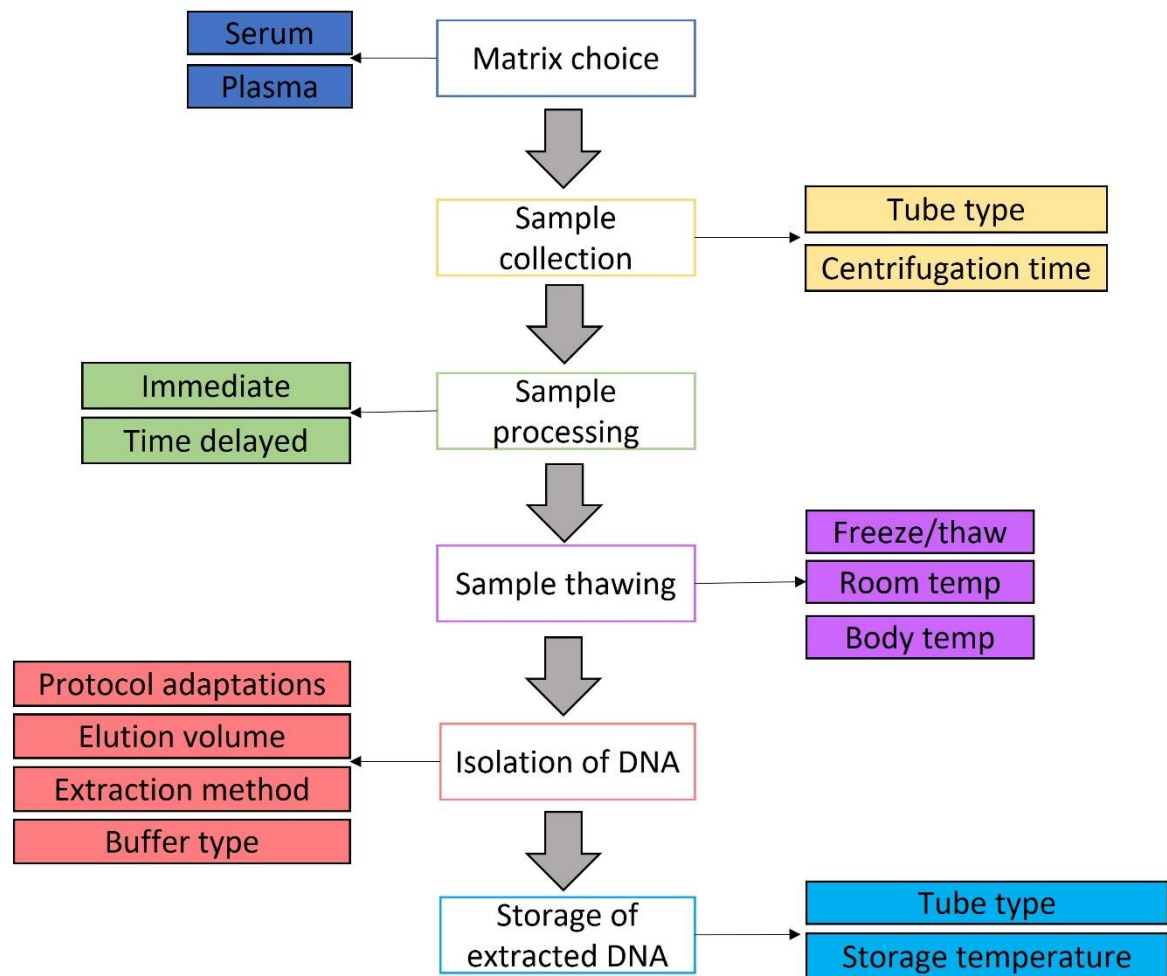 Serum
Plasma
Matrix choice
Sample
collection
Tube type
Centrifugation time
Immediate
Time delayed
Sample
processing
Freeze/thaw
Room temp
Body temp
Sample thawing
Protocol adaptations
Elution volume
Extraction method
Buffer type
Isolation of DNA
Storage of
extracted DNA
Tube type
Storage temperature